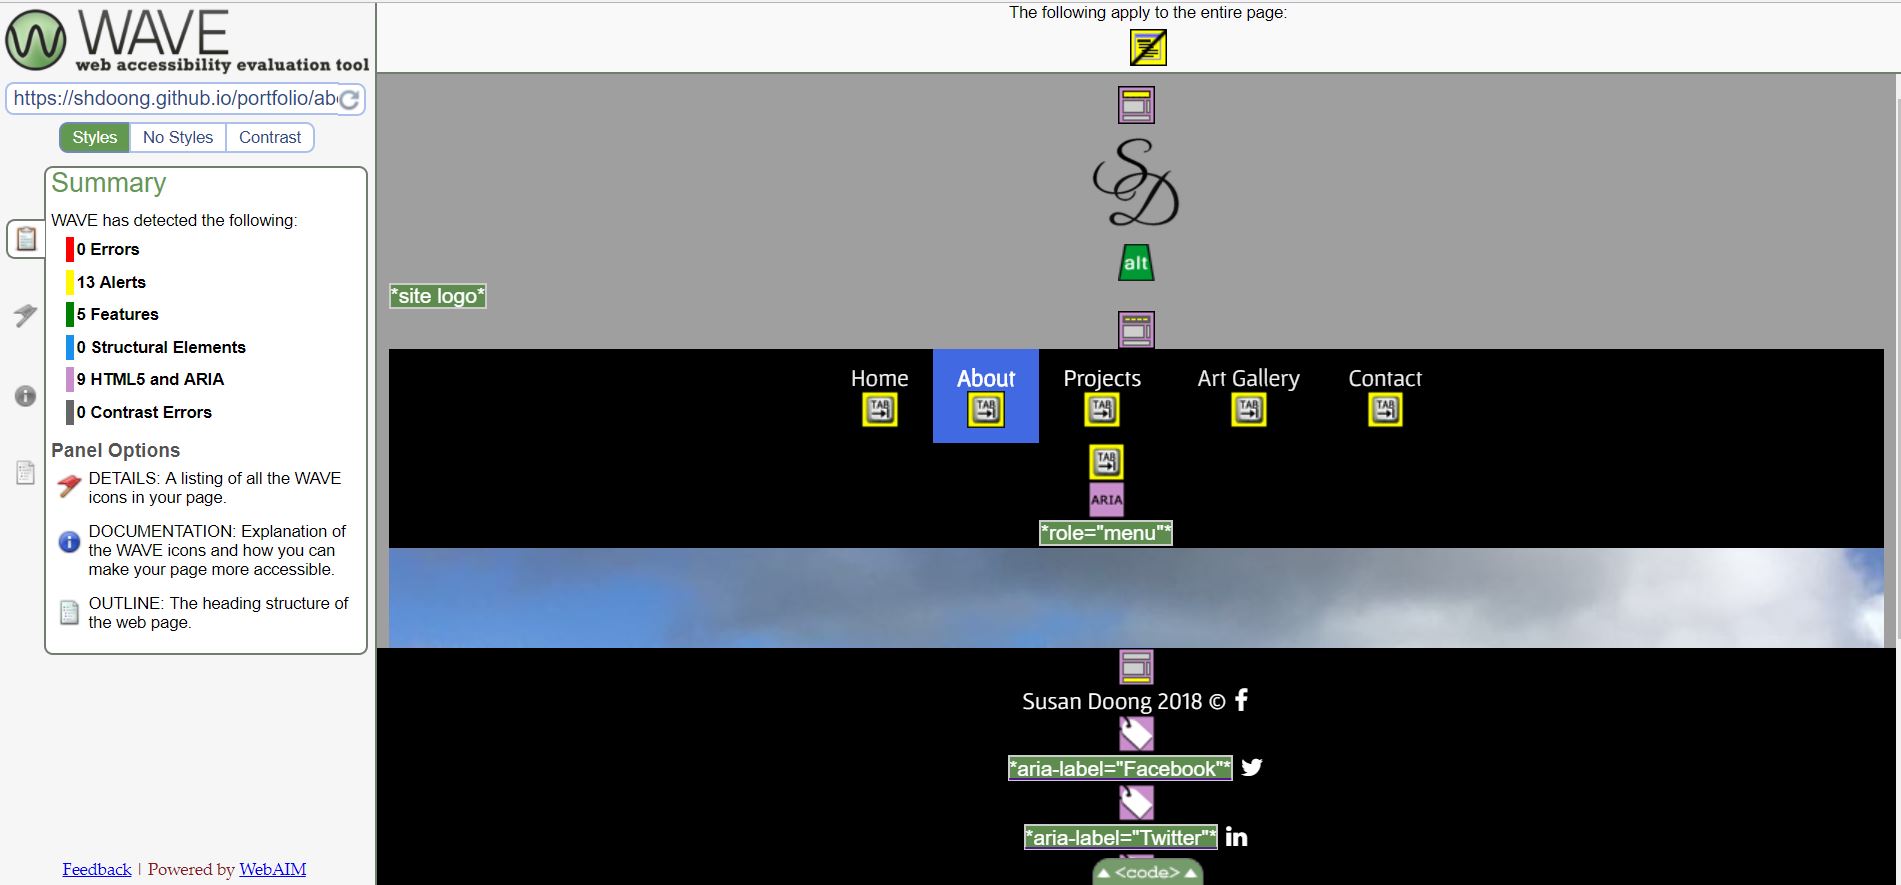 WAVE
web accessibility evaluation tool
https://shdoong.github.io/portfolio/abo
Styles
No Styles
Contrast
Summary
WAVE has detected the following:
0 Errors
13 Alerts
5 Features
0 Structural Elements
9 HTML5 and ARIA
0 Contrast Errors
Panel Options
DETAILS: A listing of all the WAVE
icons in your page.
DOCUMENTATION: Explanation of
the WAVE icons and how you can
make your page more accessible.
OUTLINE: The heading structure of
the web page.
Feedback | Powered by WebAIM
The following apply to the entire page:
SD
alt
*site logo*
Home
About
Projects
Art Gallery
Contact
TAB
TAB
TAB
TAB
TAB
TAB
ARIA
*role="menu"*
Susan Doong 2018 © f
*aria-label="Facebook"*
*aria-label="Twitter"* in
<code>